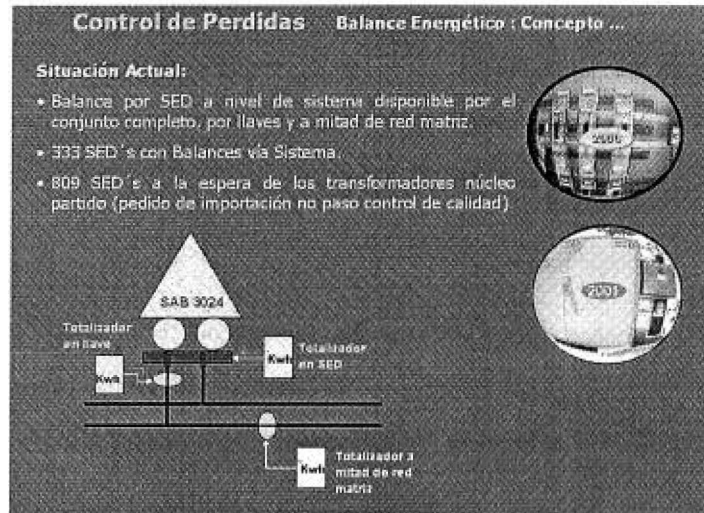 Control de Perdidas Balance Energético : Concepto ...
Situación Actual:
• Balance por SED a nivel de sistema disponible por el
conjunto completo, por llaves y a mitad de red matriz.
• 333 SED´s con Balances vía Sistema.
• 809 SED´s a la espera de los transformadores núcleo
partido (pedido de importación no paso control de calidad)
2000
2001
SAB 3024
Totalizador
en llave
Kwh
Kwh
Totalizador
en SED
Kwh
Totalizador a
mitad de red
matriz